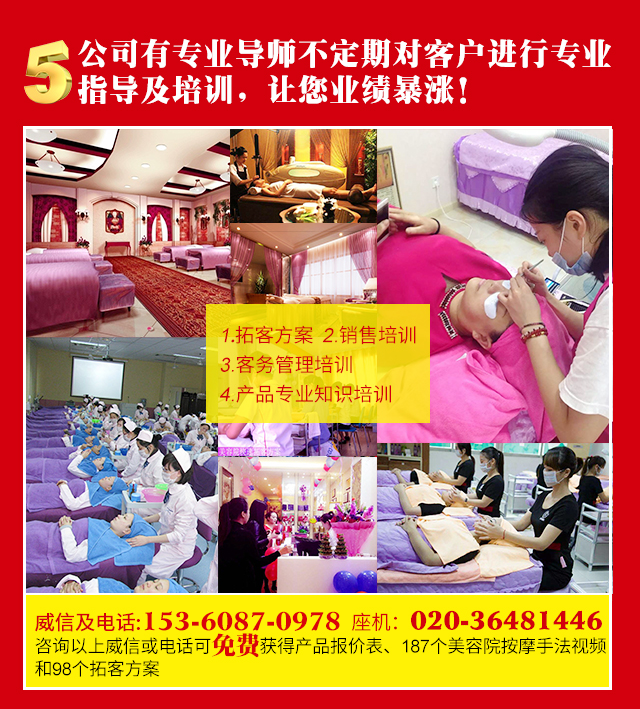 5 公司有专业导师不定期对客户进行专业
指导及培训，让您业绩暴涨！
1.拓客方案 2.销售培训
3.客务管理培训
4.产品专业知识培训
威信及电话:153-6087-0978 座机：020-36481446
咨询以上威信或电话可免费获得产品报价表、187个美容院按摩手法视频
和98个拓客方案